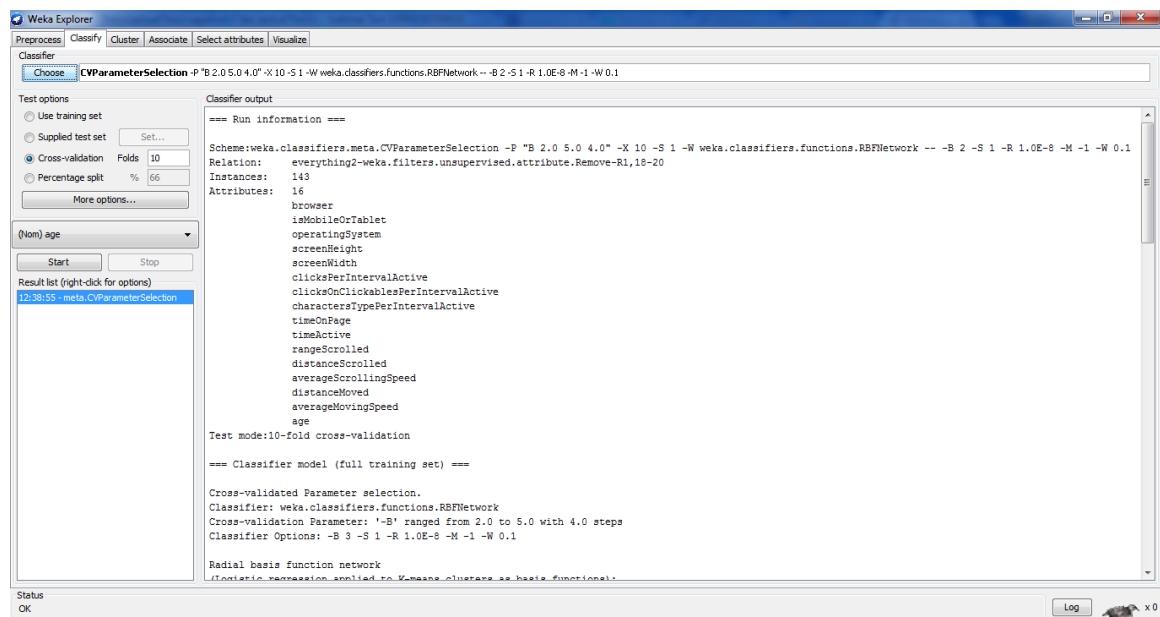 Weka Explorer
Preprocess Classify Cluster Associate Select attributes Visualize
Classifier
Choose CVParameterSelection -P "B 2.0 5.0 4.0" -X 10 -S 1 -W weka.classifiers.functions.RBFNetwork -- -B 2 -S 1 -R 1.0E-8 -M -1 -W 0.1
Test options
Use training set
Supplied test set Set...
Cross-validation Folds 10
Percentage split % 66
More options...
(Nom) age
Start Stop
Result list (right-click for options)
12:38:55 - meta.CVParameterSelection
Classifier output
=== Run information ===
Scheme:weka.classifiers.meta.CVParameterSelection -P "B 2.0 5.0 4.0" -X 10 -S 1 -W weka.classifiers.functions.RBFNetwork -- -B 2 -S 1 -R 1.0E-8 -M -1 -W 0.1
Relation: everything2-weka.filters.unsupervised.attribute.Remove-R1,18-20
Instances: 143
Attributes: 16
browser
isMobileOrTablet
operatingSystem
screenHeight
screenWidth
clicksPerIntervalActive
clicksOnClickablesPerIntervalActive
charactersTypePerIntervalActive
timeOnPage
timeActive
rangeScrolled
distanceScrolled
averageScrollingSpeed
distanceMoved
averageMovingSpeed
age
Test mode:10-fold cross-validation
=== Classifier model (full training set) ===
Cross-validated Parameter selection.
Classifier: weka.classifiers.functions.RBFNetwork
Cross-validation Parameter: '-B' ranged from 2.0 to 5.0 with 4.0 steps
Classifier Options: -B 3 -S 1 -R 1.0E-8 -M -1 -W 0.1
Radial basis function network
(Logistic regression applied to K-means clusters as basis functions):
Status
OK
Log x 0